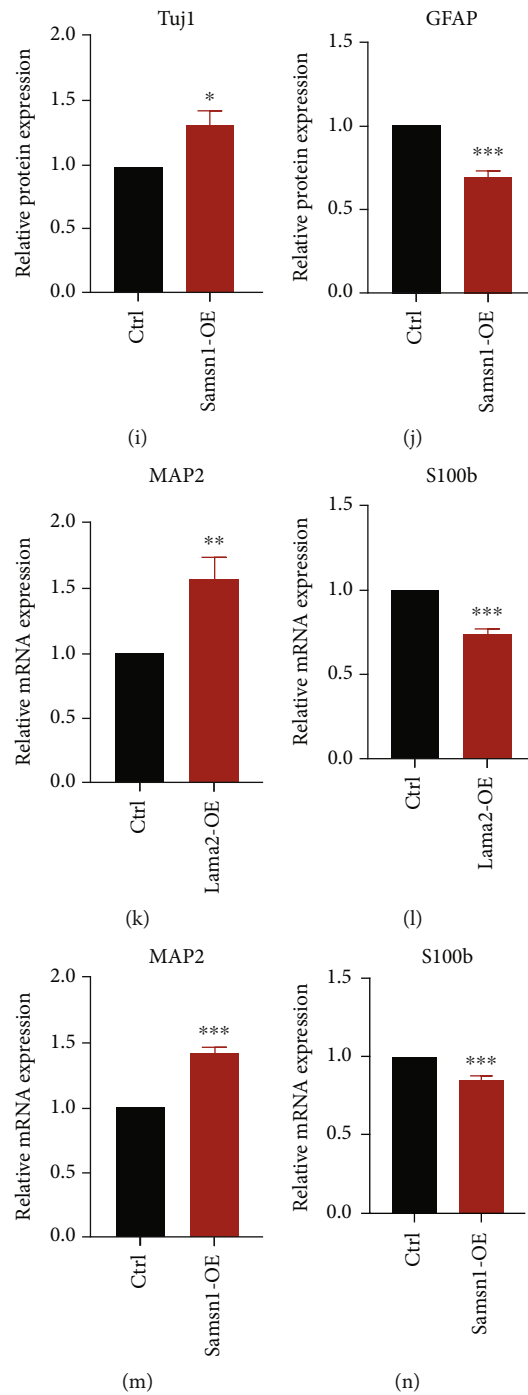 Tuj1
Relative protein expression
2.0
1.5
1.0
0.5
0.0
*
Ctrl
Samsn1-OE
(i)
GFAP
Relative protein expression
1.5
1.0
0.5
0.0
***
Ctrl
Samsn1-OE
(j)
MAP2
Relative mRNA expression
2.0
1.5
1.0
0.5
0.0
**
Ctrl
Lama2-OE
(k)
S100b
Relative mRNA expression
1.5
1.0
0.5
0.0
***
Ctrl
Lama2-OE
(l)
MAP2
Relative mRNA expression
2.0
1.5
1.0
0.5
0.0
***
Ctrl
Samsn1-OE
(m)
S100b
Relative mRNA expression
1.5
1.0
0.5
0.0
***
Ctrl
Samsn1-OE
(n)